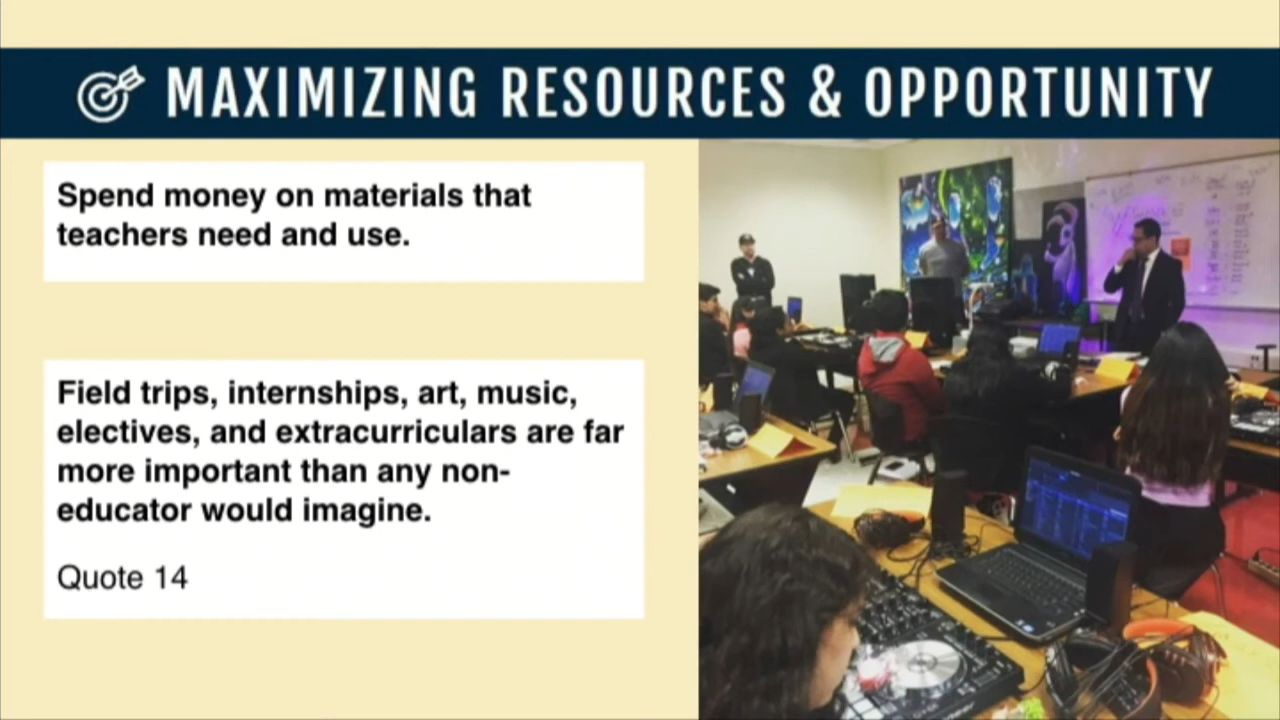 MAXIMIZING RESOURCES & OPPORTUNITY
Spend money on materials that
teachers need and use.
Field trips, internships, art, music,
electives, and extracurriculars are far
more important than any non-
educator would imagine.
Quote 14